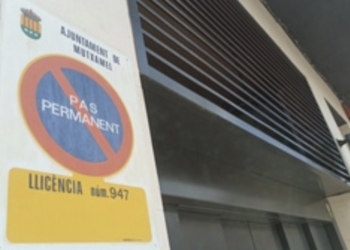 AJUNTAMENT DE
MUTXAMEL
PAS
PERMANENT
LLICÈNCIA núm. 947